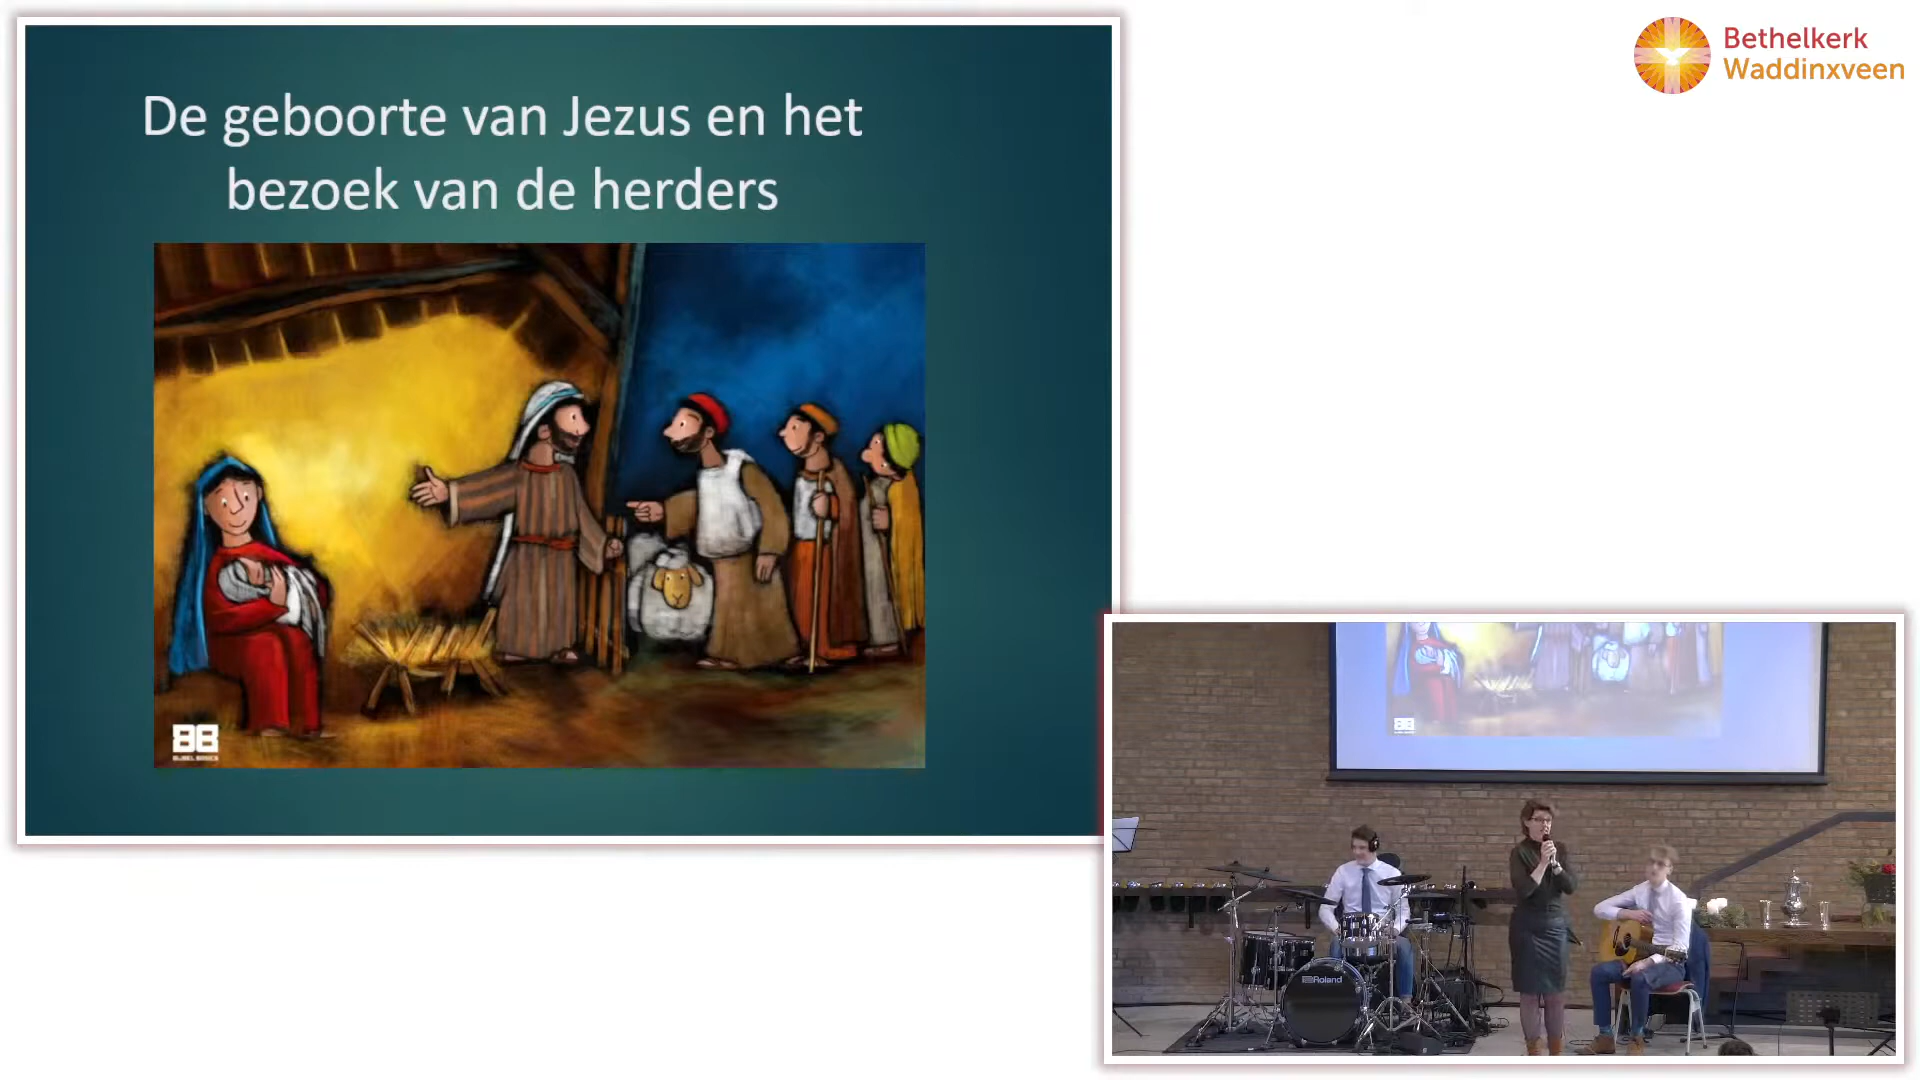 De geboorte van Jezus en het
bezoek van de herders
Bethelkerk
Waddinxveen
Roland